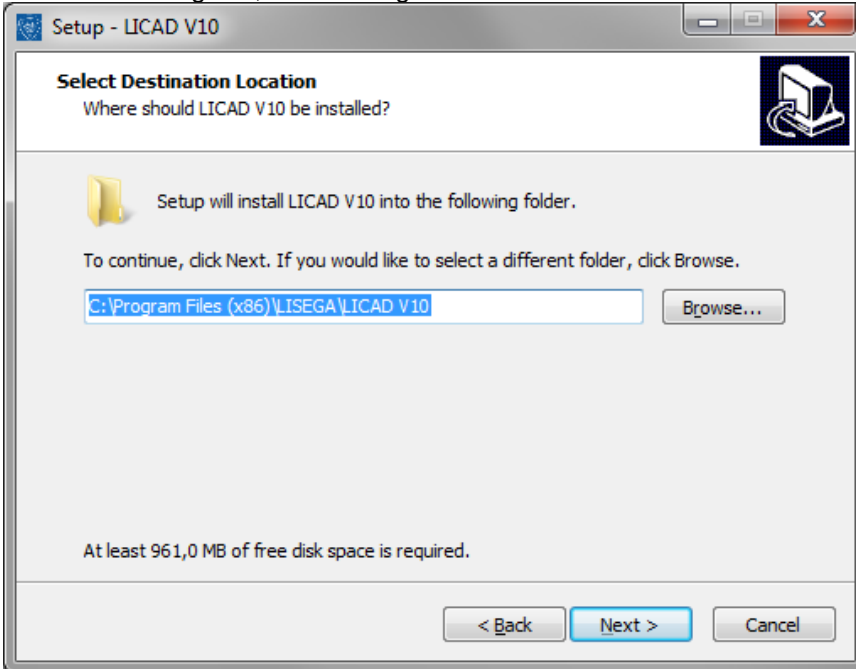 Setup - LICAD V10
Select Destination Location
Where should LICAD V10 be installed?
Setup will install LICAD V10 into the following folder.
To continue, click Next. If you would like to select a different folder, click Browse.
C:\Program Files (x86)\LISEGA\LICAD V10
Browse...
At least 961,0 MB of free disk space is required.
< Back
Next >
Cancel